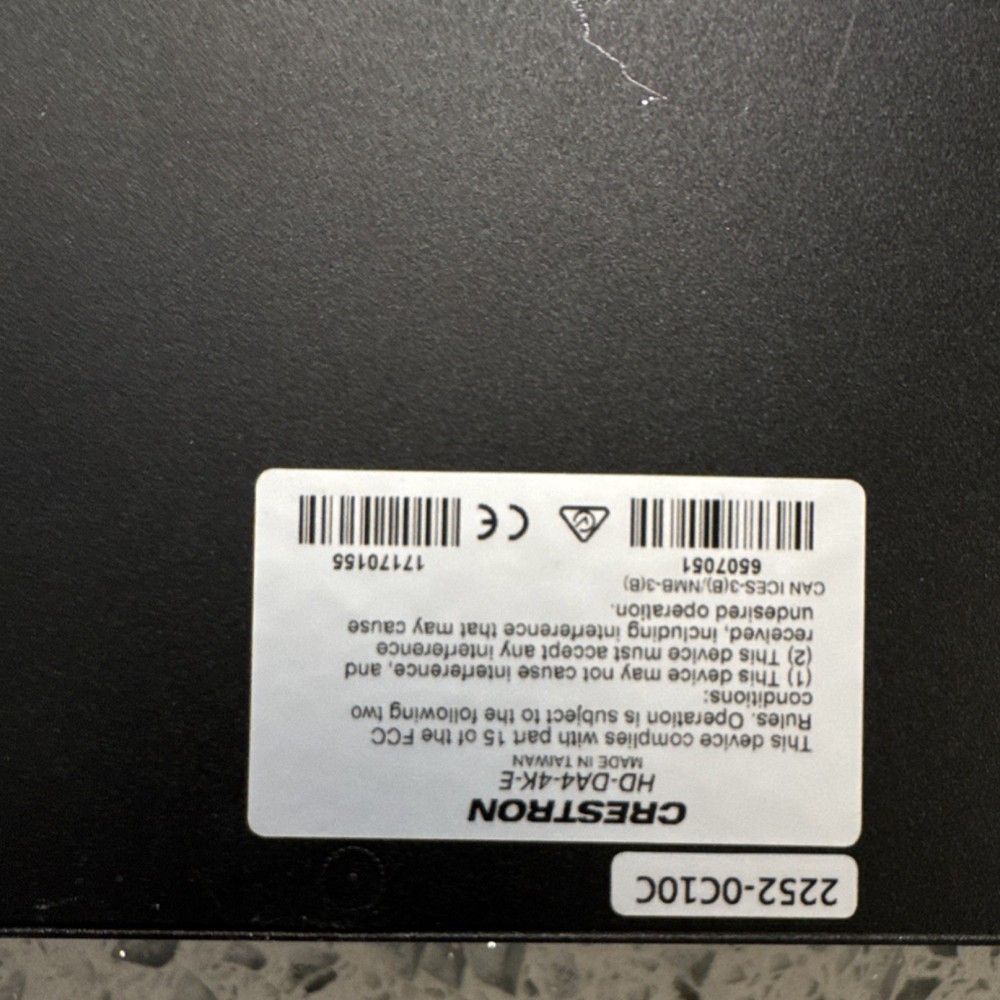 2252-0C10C
CRESTRON
HD-DA4-4K-E
MADE IN TAIWAN
This device complies with part 15 of the FCC
Rules. Operation is subject to the following two
conditions:
(1) This device may not cause interference, and
(2) This device must accept any interference
received, including interference that may cause
undesired operation.
CAN ICES-3(B)/NMB-3(B)
6507051 17170155
CE